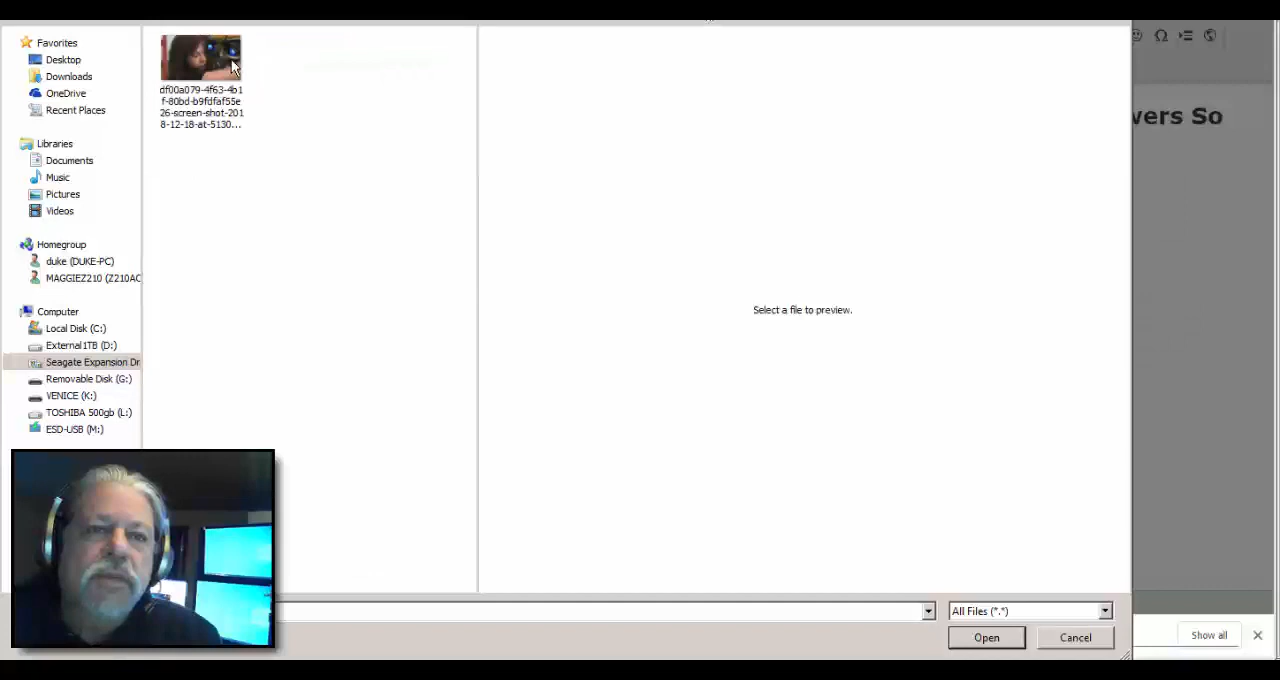 Favorites
Desktop
Downloads
OneDrive
Recent Places
Libraries
Documents
Music
Pictures
Videos
Homegroup
duke (DUKE-PC)
MAGGIEZ210 (Z210AC
Computer
Local Disk (C:)
External1TB (D:)
Seagate Expansion Dr
Removable Disk (G:)
VENICE (K:)
TOSHIBA 500gb (L:)
ESD-USB (M:)
df00a079-4f63-4b1
f-80bd-b9fdfaf55e
26-screen-shot-201
8-12-18-at-5130...
Select a file to preview.
vers So
All Files (*.*)
Open
Cancel
Show all